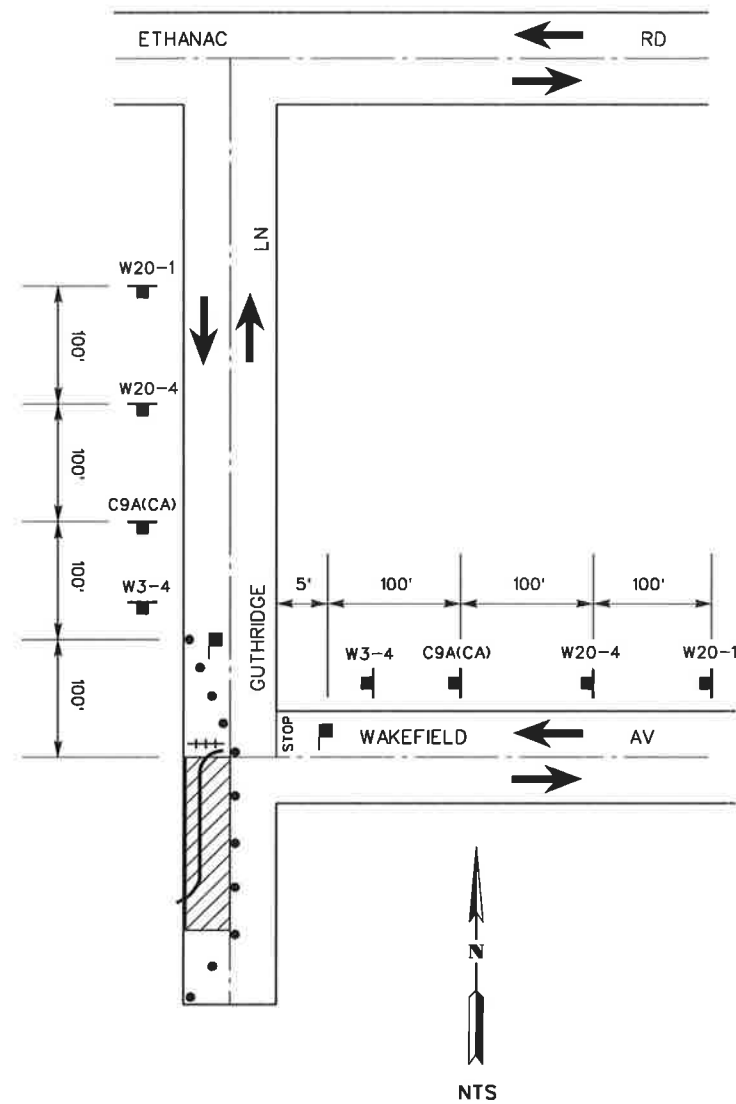 ETHANAC RD
LN
W20-1
100'
W20-4
100'
C9A(CA)
100'
W3-4
100'
GUTHRIDGE
5' 100' 100' 100'
W3-4 C9A(CA) W20-4 W20-1
STOP
WAKEFIELD AV
N
NTS